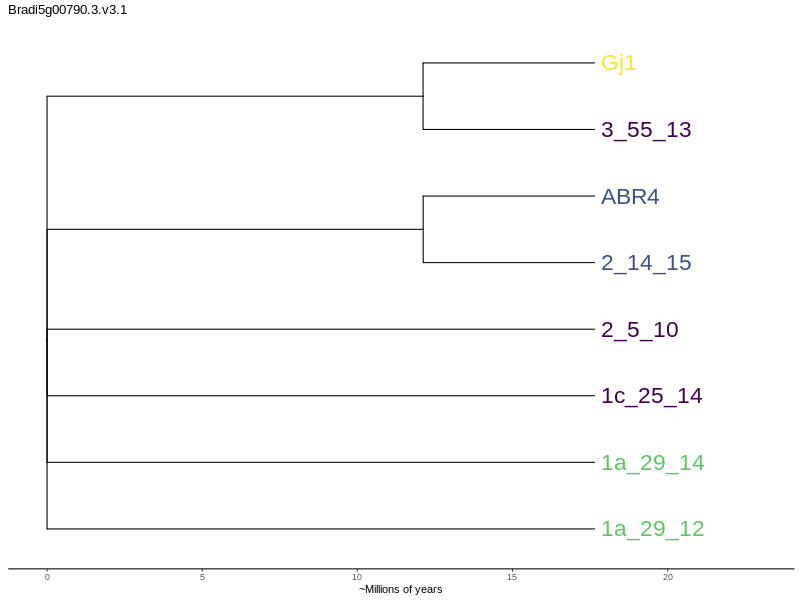 Bradi5g00790.3.v3.1
Gj1
3_55_13
ABR4
2_14_15
2_5_10
1c_25_14
1a_29_14
1a_29_12
0 5 10 15 20
~Millions of years